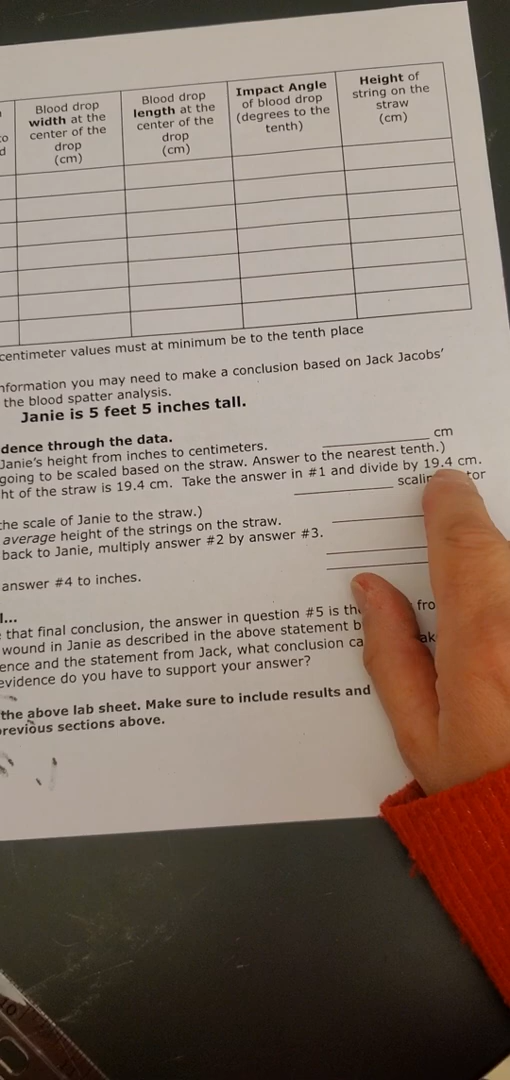 Blood drop
width at the
center of the
drop
(cm)
Blood drop
length at the
center of the
drop
(cm)
Impact Angle
of blood drop
(degrees to the
tenth)
Height of
string on the
straw
(cm)
centimeter values must at minimum be to the tenth place
nformation you may need to make a conclusion based on Jack Jacobs'
the blood spatter analysis.
Janie is 5 feet 5 inches tall.
dence through the data.
Janie's height from inches to centimeters. cm
going to be scaled based on the straw. Answer to the nearest tenth.)
ht of the straw is 19.4 cm. Take the answer in #1 and divide by 19.4 cm.
scalin tor
the scale of Janie to the straw.)
average height of the strings on the straw.
back to Janie, multiply answer #2 by answer #3.
answer #4 to inches.
l...
that final conclusion, the answer in question #5 is th fro
wound in Janie as described in the above statement b
ence and the statement from Jack, what conclusion ca ak
evidence do you have to support your answer?
the above lab sheet. Make sure to include results and
previous sections above.